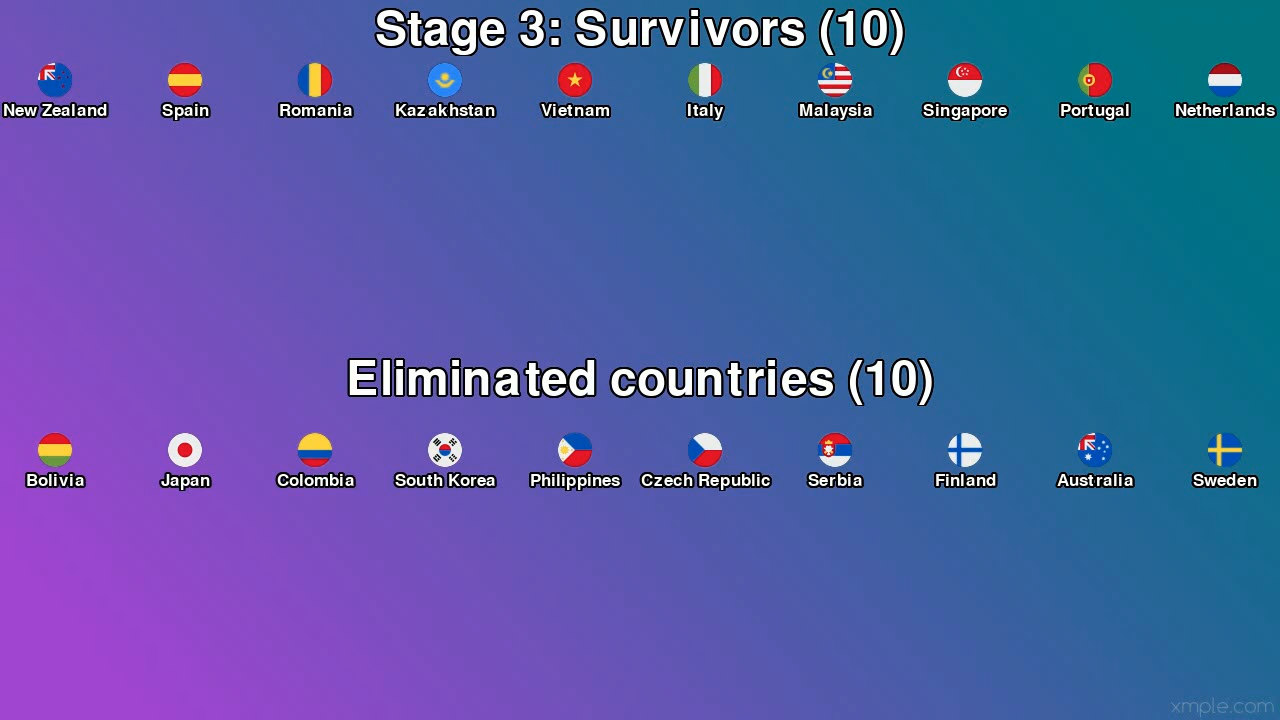 Stage 3: Survivors (10)
New Zealand Spain Romania Kazakhstan Vietnam Italy Malaysia Singapore Portugal Netherlands
Eliminated countries (10)
Bolivia Japan Colombia South Korea Philippines Czech Republic Serbia Finland Australia Sweden
xmple.com